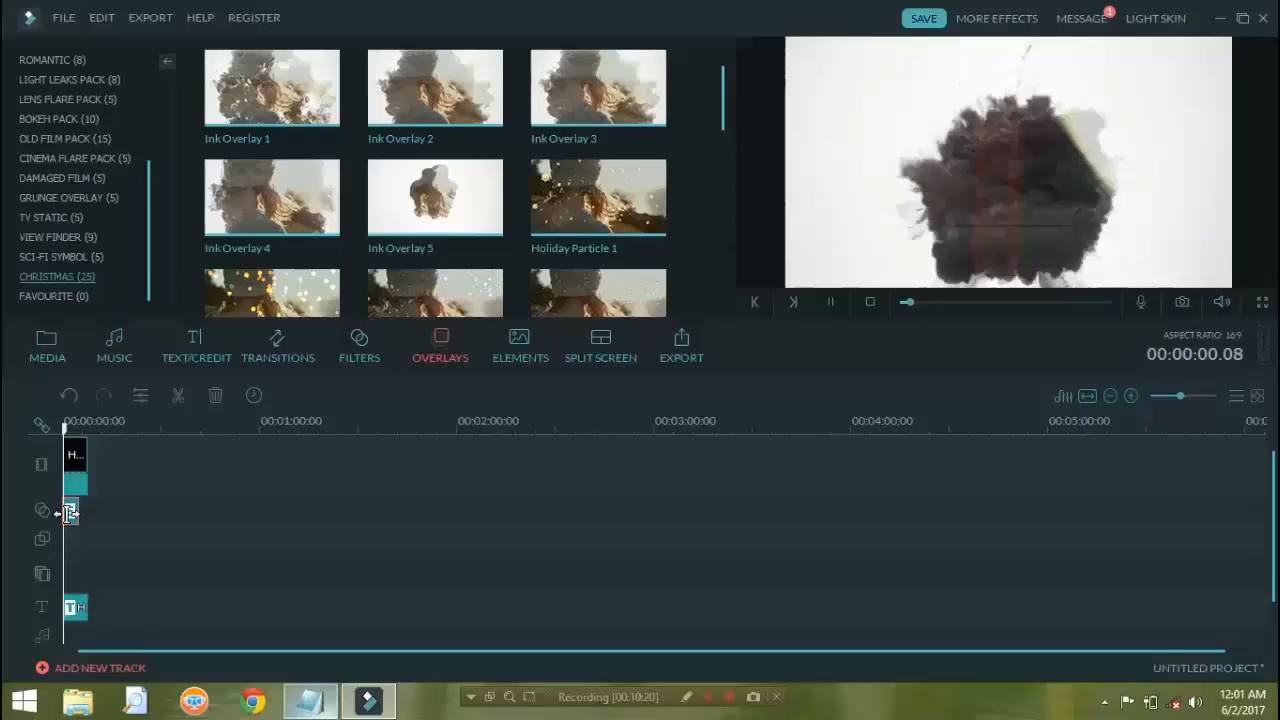 FILE EDIT EXPORT HELP REGISTER SAVE MORE EFFECTS MESSAGE 1 LIGHT SKIN
ROMANTIC (8)
LIGHT LEAKS PACK (8)
LENS FLARE PACK (5)
BOKEH PACK (10)
OLD FILM PACK (15)
CINEMA FLARE PACK (5)
DAMAGED FILM (5)
GRUNGE OVERLAY (5)
TV STATIC (5)
VIEW FINDER (9)
SCI-FI SYMBOL (5)
CHRISTMAS (25)
FAVOURITE (0)
Ink Overlay 1 Ink Overlay 2 Ink Overlay 3
Ink Overlay 4 Ink Overlay 5 Holiday Particle 1
MEDIA MUSIC TEXT/CREDIT TRANSITIONS FILTERS OVERLAYS ELEMENTS SPLIT SCREEN EXPORT
ASPECT RATIO: 16:9
00:00:00.08
00:00:00:00 00:01:00:00 00:02:00:00 00:03:00:00 00:04:00:00 00:05:00:00 00:0
H...
T H
ADD NEW TRACK UNTITLED PROJECT *
Recording [00:10:20]
12:01 AM
6/2/2017